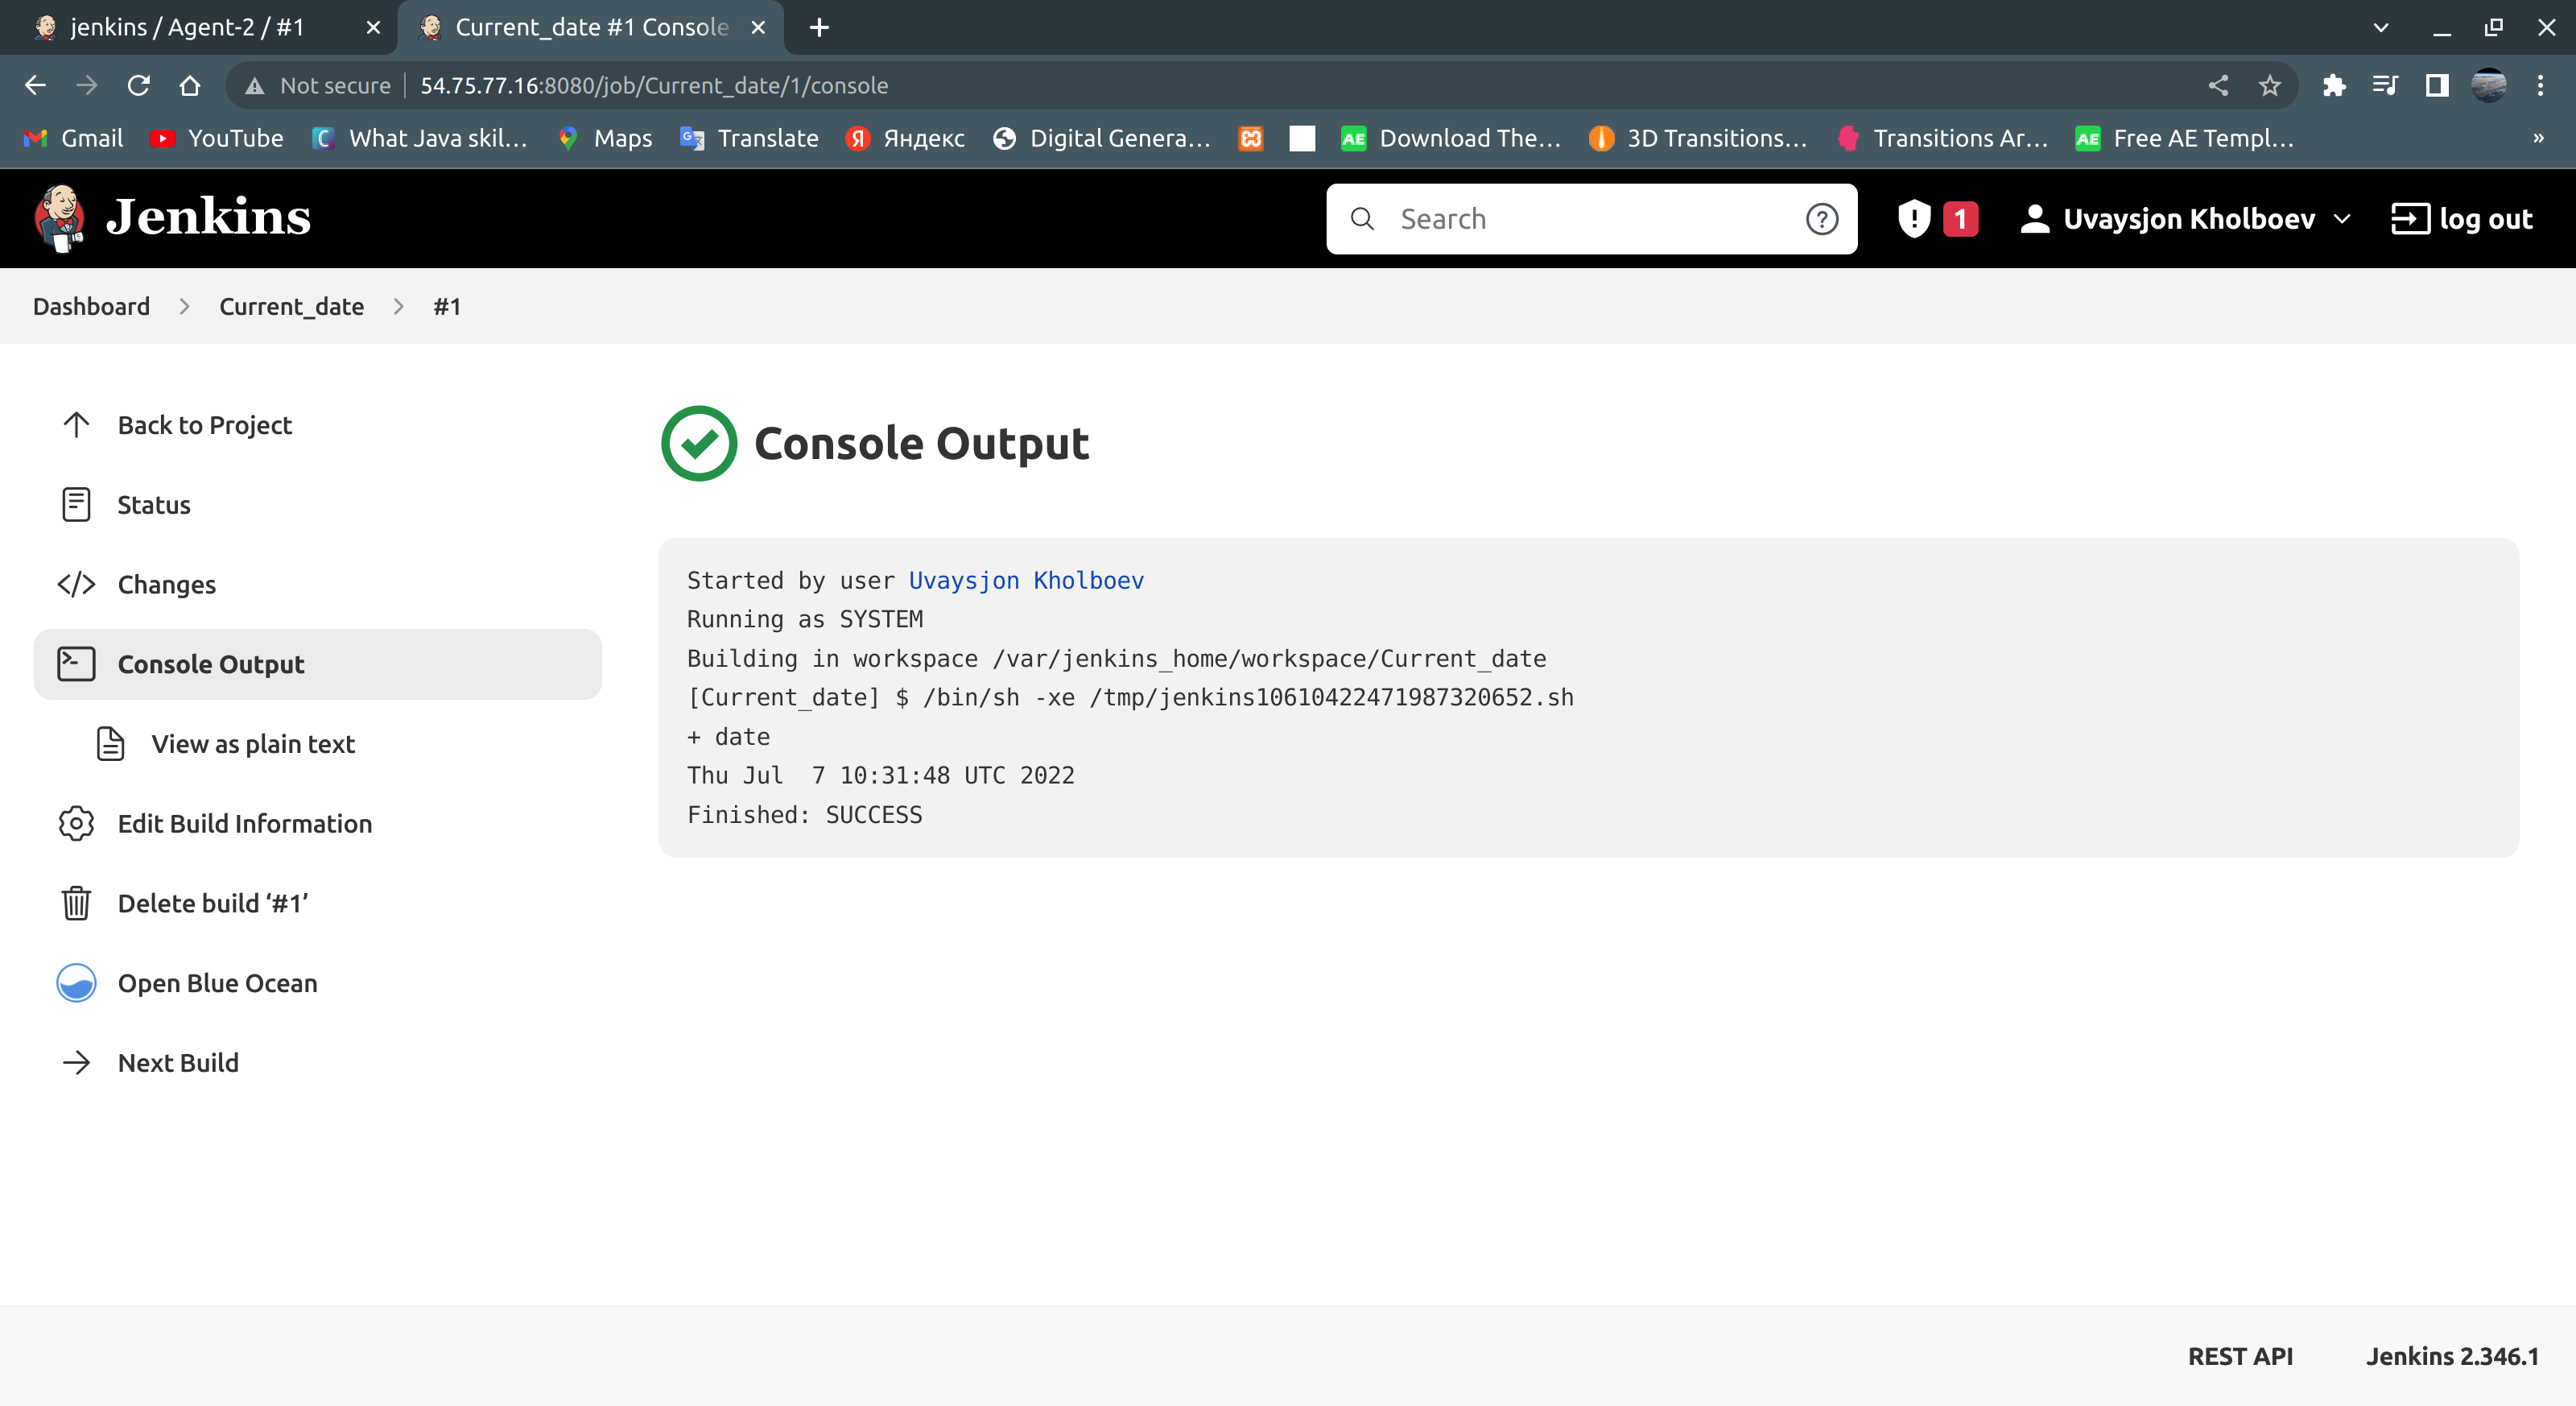 jenkins / Agent-2 / #1
Current_date #1 Console
Not secure
54.75.77.16:8080/job/Current_date/1/console
Gmail
YouTube
What Java skil…
Maps
Translate
Яндекс
Digital Genera…
Download The…
3D Transitions…
Transitions Ar…
Free AE Templ…
»
Jenkins
Search
1
Uvaysjon Kholboev
log out
Dashboard
Current_date
#1
Back to Project
Status
Changes
Console Output
View as plain text
Edit Build Information
Delete build ‘#1’
Open Blue Ocean
Next Build
Console Output
Started by user Uvaysjon Kholboev
Running as SYSTEM
Building in workspace /var/jenkins_home/workspace/Current_date
[Current_date] $ /bin/sh -xe /tmp/jenkins10610422471987320652.sh
+ date
Thu Jul  7 10:31:48 UTC 2022
Finished: SUCCESS
REST API
Jenkins 2.346.1